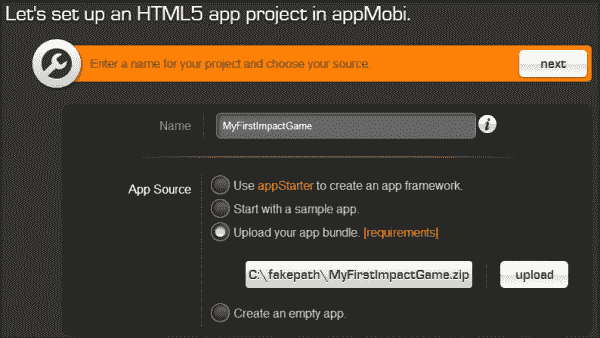 Let's set up an HTML5 app project in appMobi.
Enter a name for your project and choose your source.
next
Name
MyFirstImpactGame
i
App Source
Use appStarter to create an app framework.
Start with a sample app.
Upload your app bundle. [requirements]
C:\fakepath\MyFirstImpactGame.zip
upload
Create an empty app.